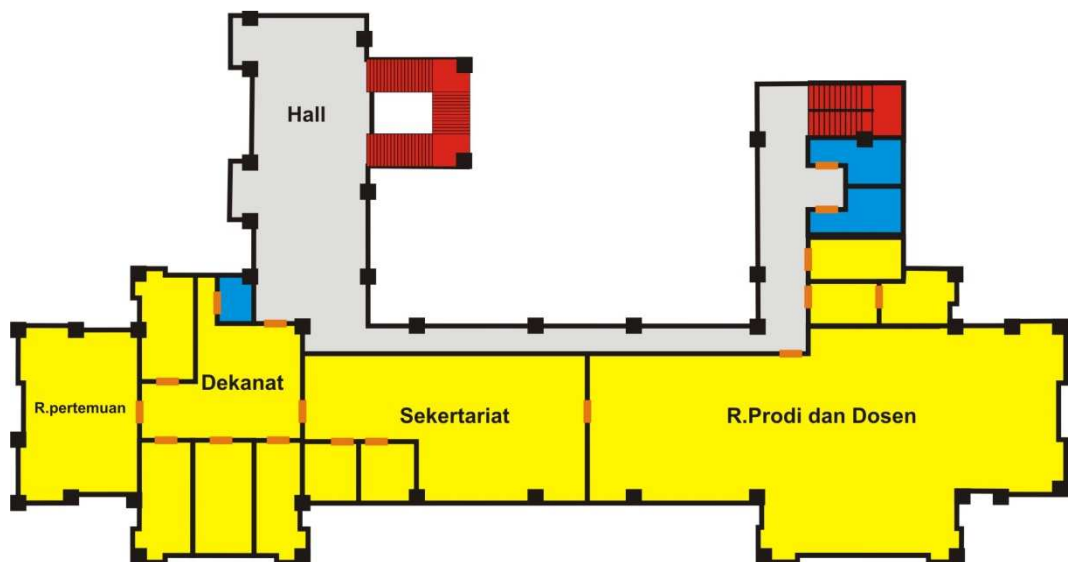 Hall
Dekanat
R.pertemuan
Sekertariat
R.Prodi dan Dosen